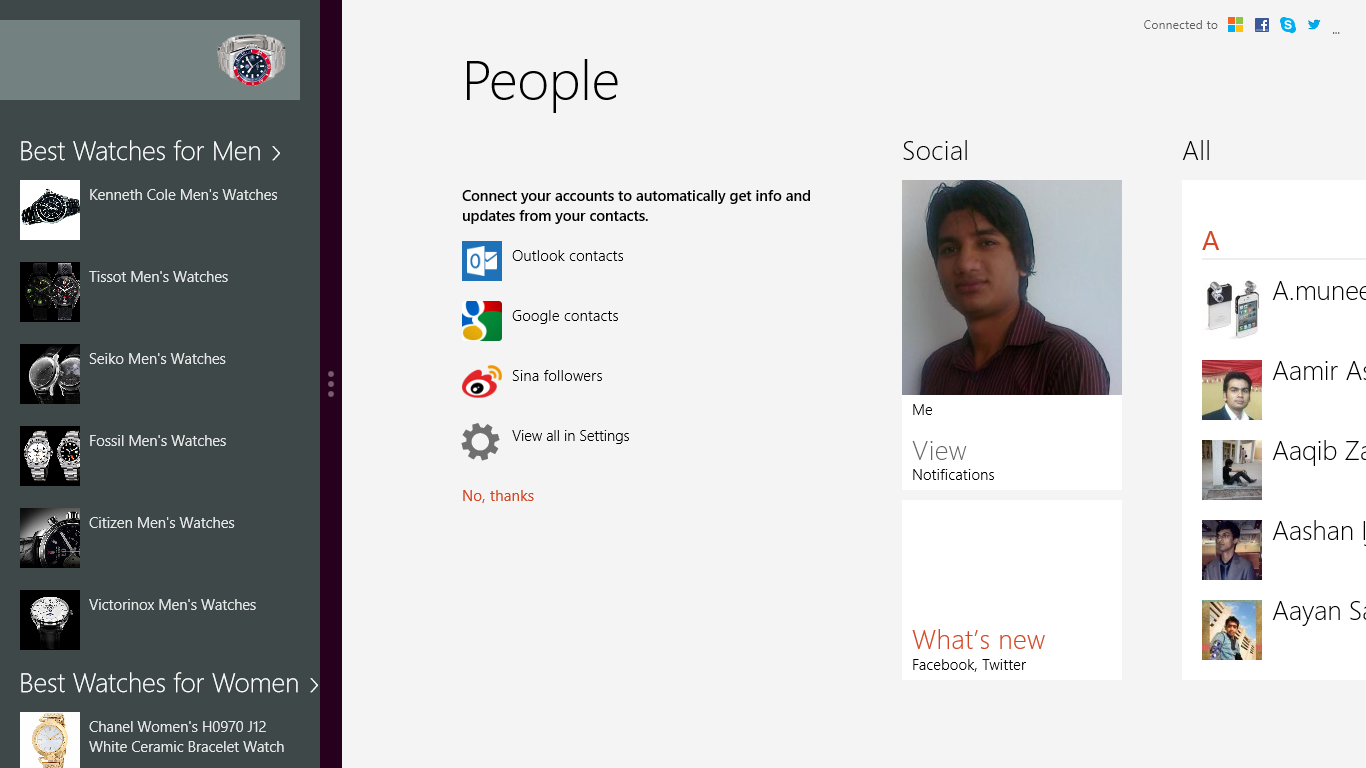 Best Watches for Men
Kenneth Cole Men's Watches
Tissot Men's Watches
Seiko Men's Watches
Fossil Men's Watches
Citizen Men's Watches
Victorinox Men's Watches
Best Watches for Women
Chanel Women's H0970 J12
White Ceramic Bracelet Watch
Connected to
...
People
Connect your accounts to automatically get info and
updates from your contacts.
Outlook contacts
Google contacts
Sina followers
View all in Settings
No, thanks
Social
Me
View
Notifications
What's new
Facebook, Twitter
All
A
A.munee
Aamir As
Aaqib Za
Aashan
Aayan Sa